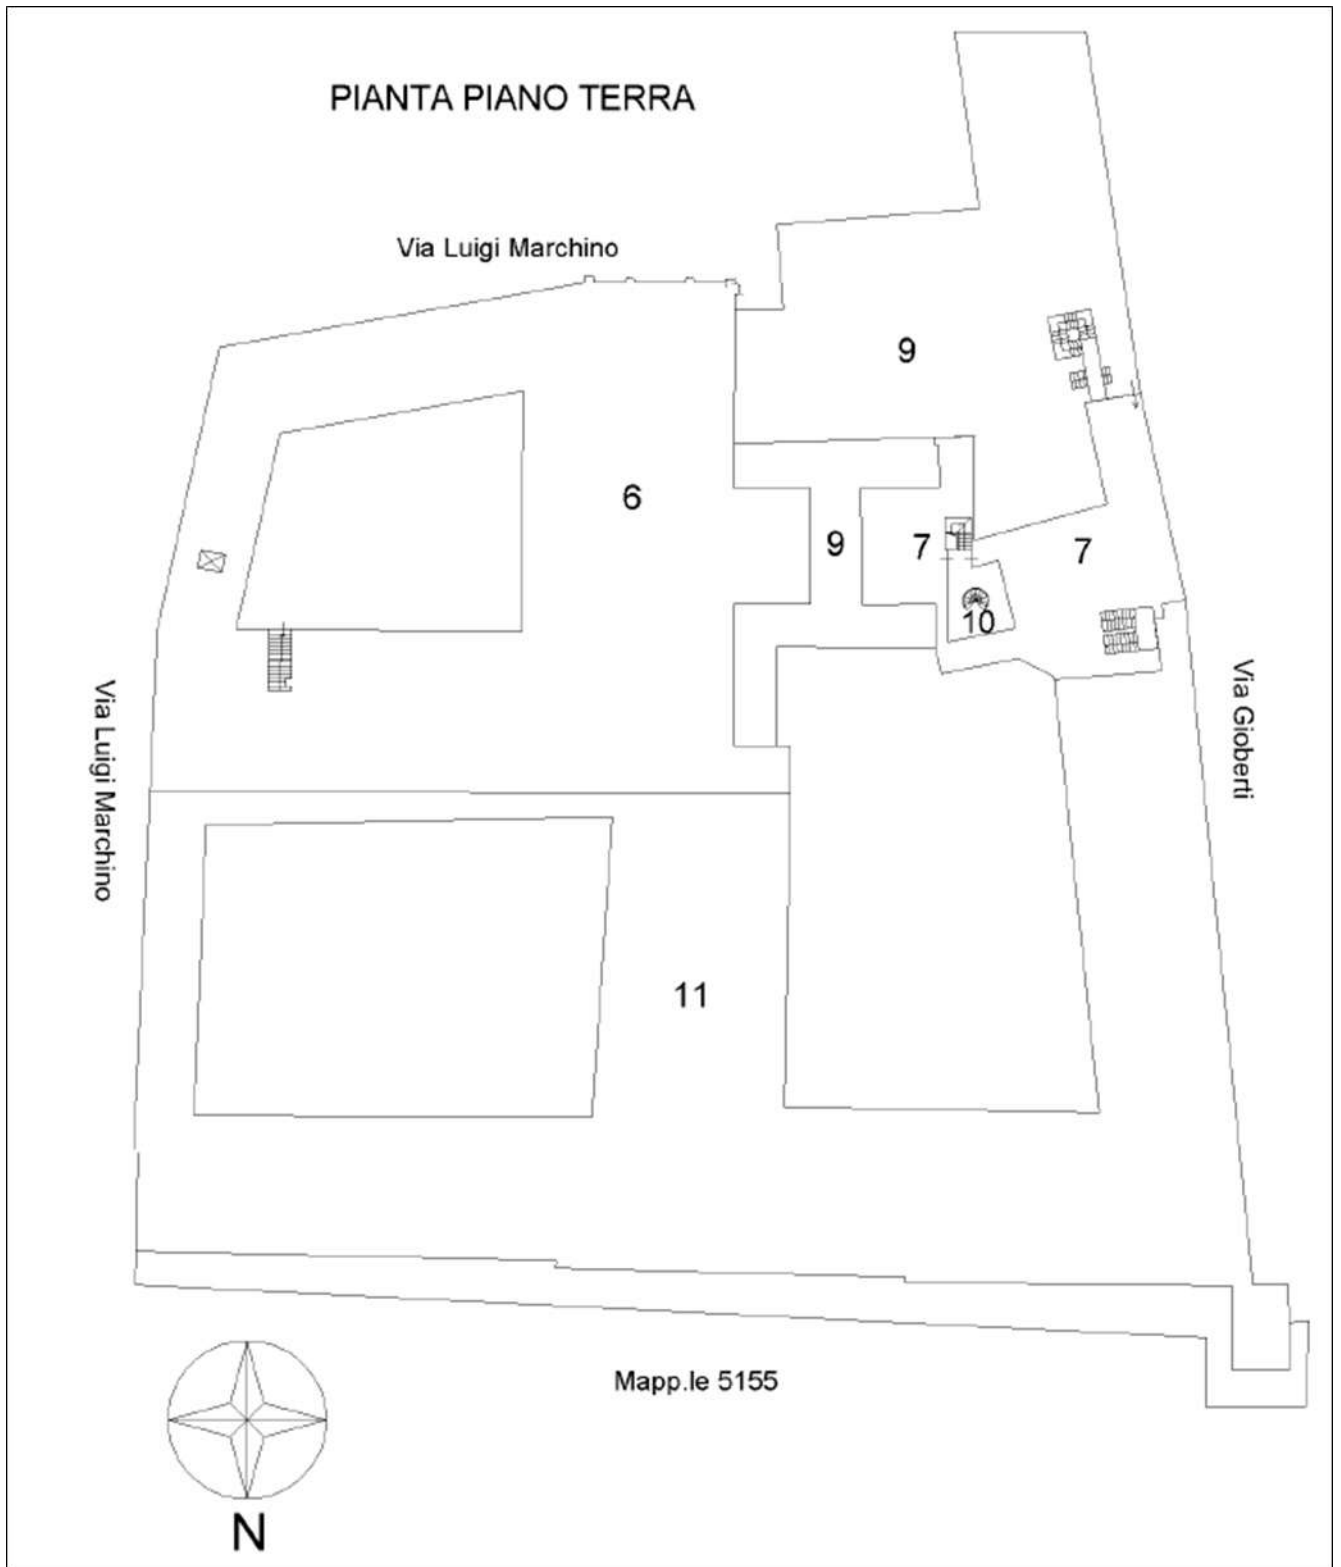 PIANTA PIANO TERRA
Via Luigi Marchino
9
6
9
7
7
10
Via Luigi Marchino
Via Gioberti
11
Mapp.le 5155
N